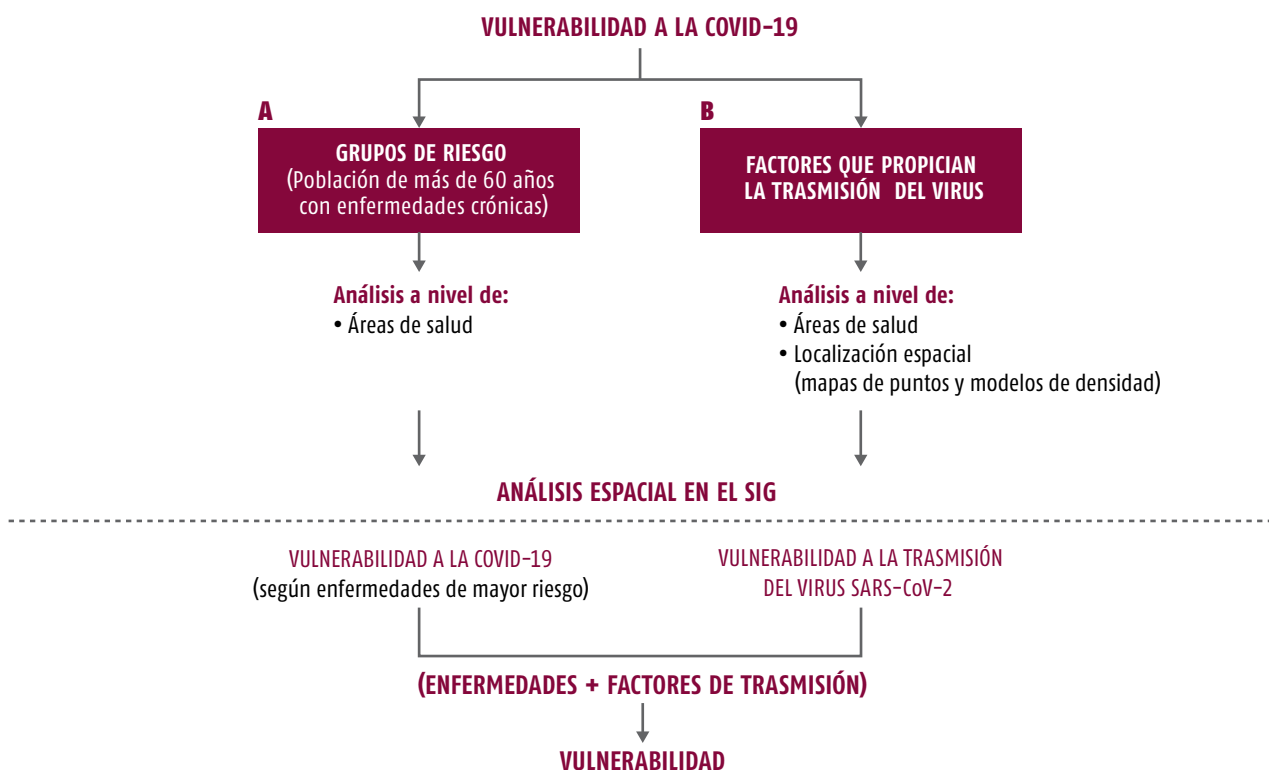 VULNERABILIDAD A LA COVID-19
A
GRUPOS DE RIESGO
(Población de más de 60 años
con enfermedades crónicas)
Análisis a nivel de:
• Áreas de salud
B
FACTORES QUE PROPICIAN
LA TRASMISIÓN DEL VIRUS
Análisis a nivel de:
• Áreas de salud
• Localización espacial
(mapas de puntos y modelos de densidad)
ANÁLISIS ESPACIAL EN EL SIG
VULNERABILIDAD A LA COVID-19
(según enfermedades de mayor riesgo)
VULNERABILIDAD A LA TRASMISIÓN
DEL VIRUS SARS-CoV-2
(ENFERMEDADES + FACTORES DE TRASMISIÓN)
VULNERABILIDAD